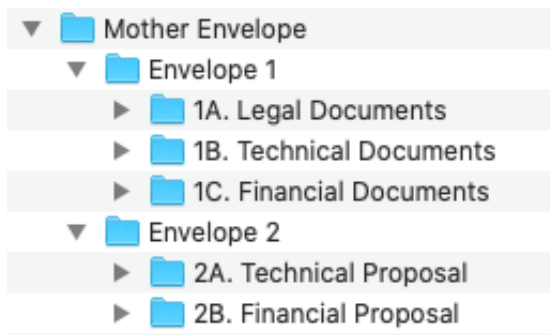 Mother Envelope
Envelope 1
1A. Legal Documents
1B. Technical Documents
1C. Financial Documents
Envelope 2
2A. Technical Proposal
2B. Financial Proposal